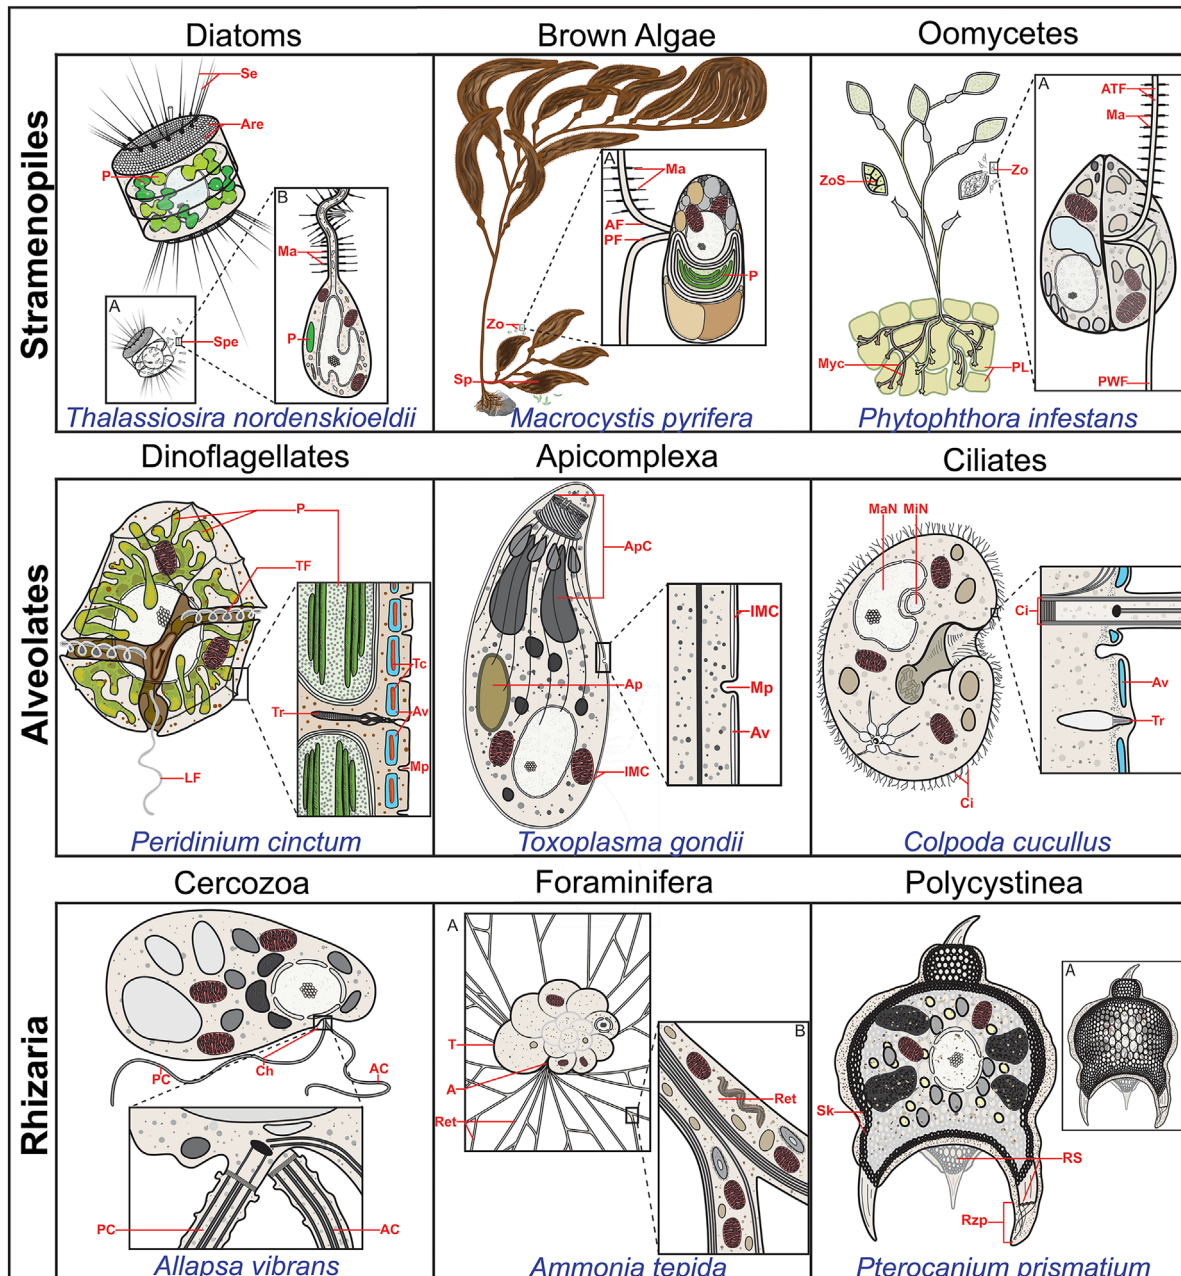 Diatoms
Brown Algae
Oomycetes
Stramenopiles
Se
Are
P
B
Ma
P
A
Spe
Thalassiosira nordenskioeldii
A
Ma
AF
PF
P
Zo
Sp
Macrocystis pyrifera
A
ATF
Ma
ZoS
Zo
Myc
PL
PWF
Phytophthora infestans
Dinoflagellates
Apicomplexa
Ciliates
Alveolates
P
TF
Tc
Av
Tr
Mp
LF
Peridinium cinctum
ApC
IMC
Ap
Mp
Av
IMC
Toxoplasma gondii
MaN MiN
Ci
Av
Tr
Ci
Colpoda cucullus
Cercozoa
Foraminifera
Polycystinea
Rhizaria
PC
Ch
AC
PC
AC
Allapsa vibrans
A
T
A
Ret
B
Ret
Ammonia tepida
A
Sk
RS
Rzp
Pterocanium prismatium